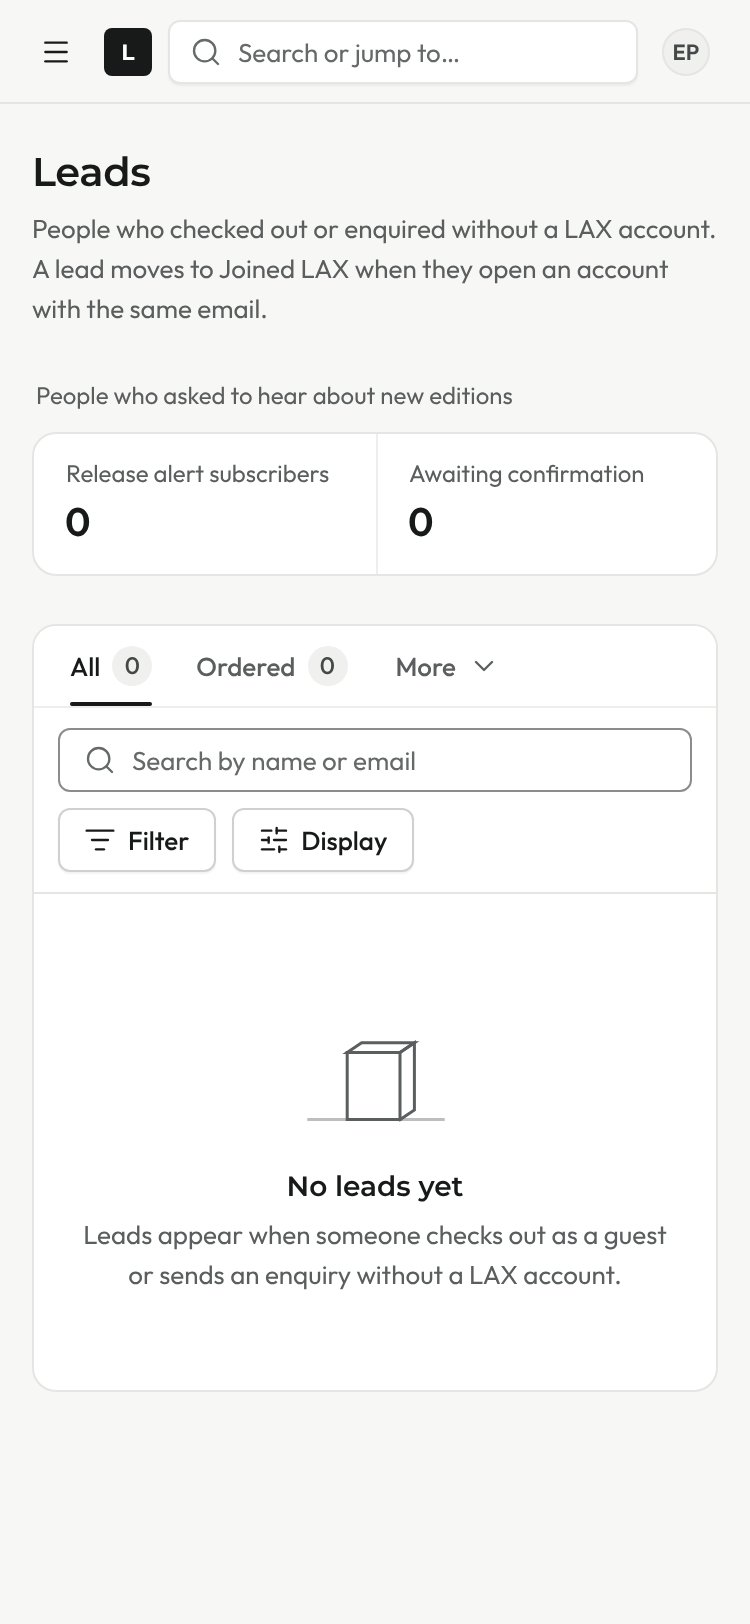 L
Search or jump to...
EP
Leads
People who checked out or enquired without a LAX account.
A lead moves to Joined LAX when they open an account
with the same email.
People who asked to hear about new editions
Release alert subscribers
0
Awaiting confirmation
0
All 0 Ordered 0 More
Search by name or email
Filter Display
No leads yet
Leads appear when someone checks out as a guest
or sends an enquiry without a LAX account.